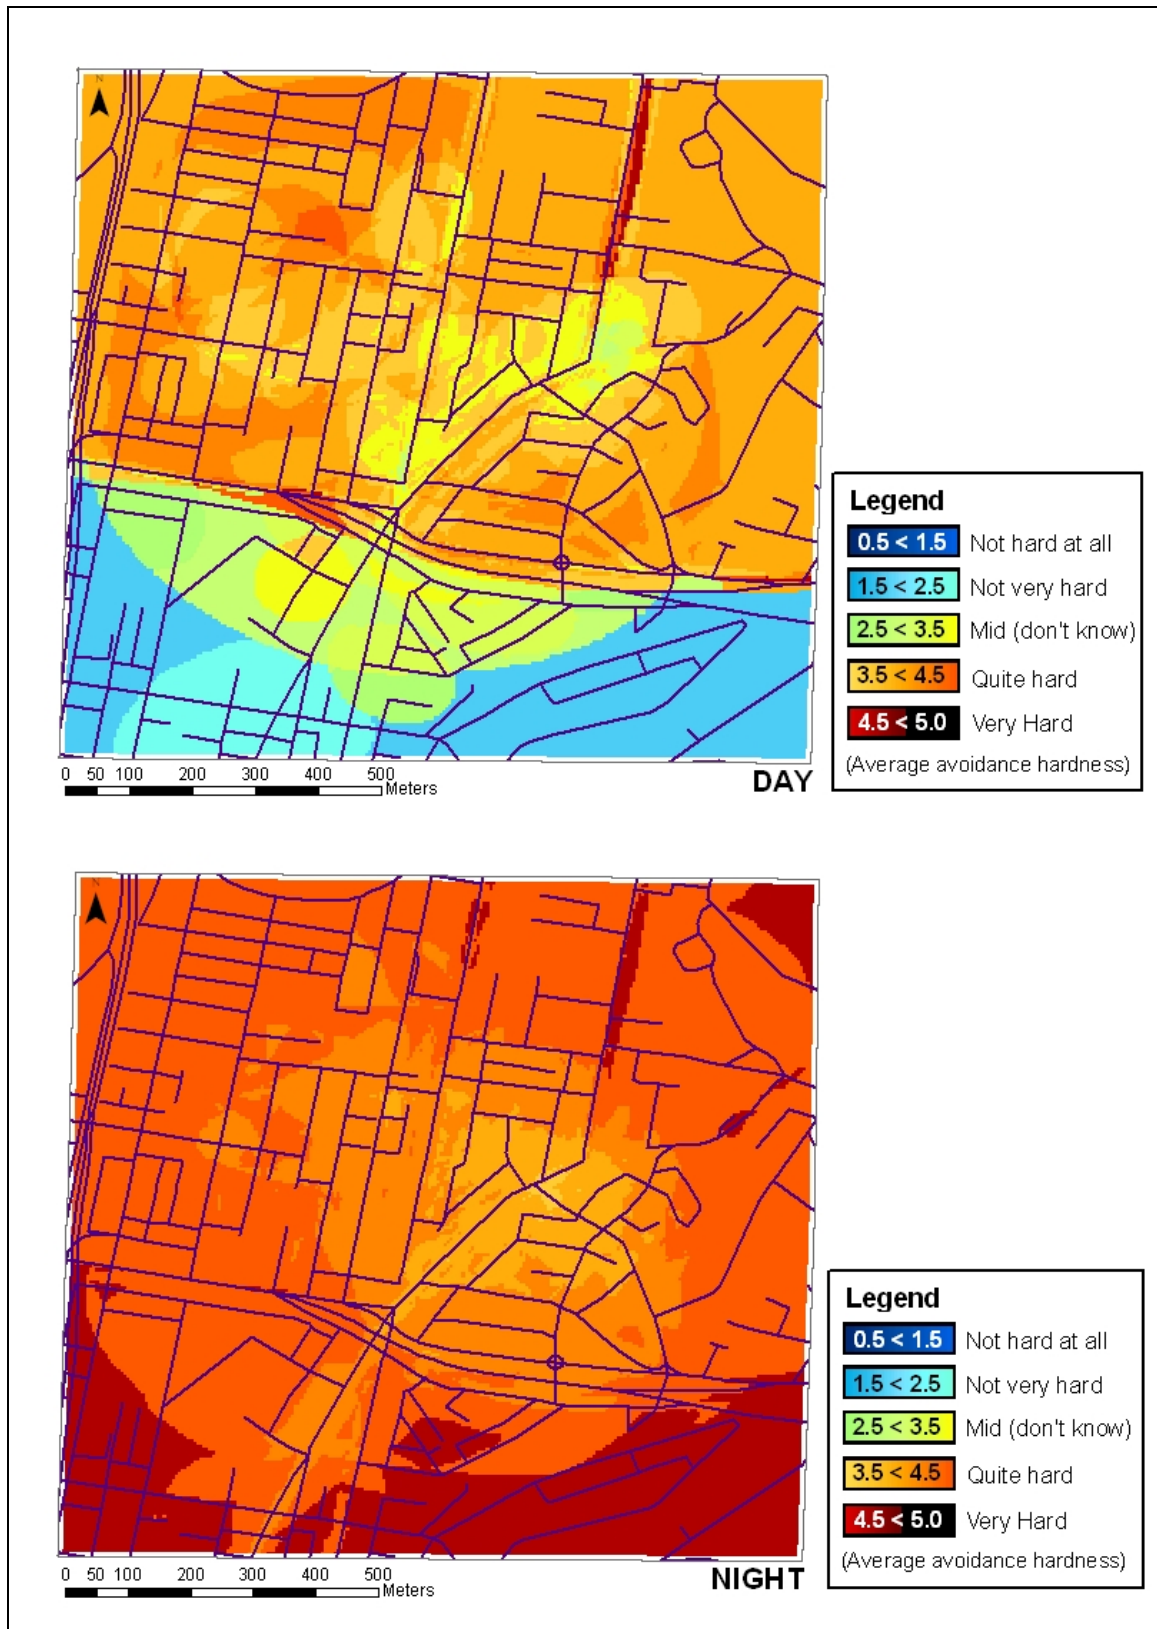 N
Legend
0.5 < 1.5 Not hard at all
1.5 < 2.5 Not very hard
2.5 < 3.5 Mid (don't know)
3.5 < 4.5 Quite hard
4.5 < 5.0 Very Hard
(Average avoidance hardness)
0 50 100 200 300 400 500
Meters
DAY
N
Legend
0.5 < 1.5 Not hard at all
1.5 < 2.5 Not very hard
2.5 < 3.5 Mid (don't know)
3.5 < 4.5 Quite hard
4.5 < 5.0 Very Hard
(Average avoidance hardness)
0 50 100 200 300 400 500
Meters
NIGHT